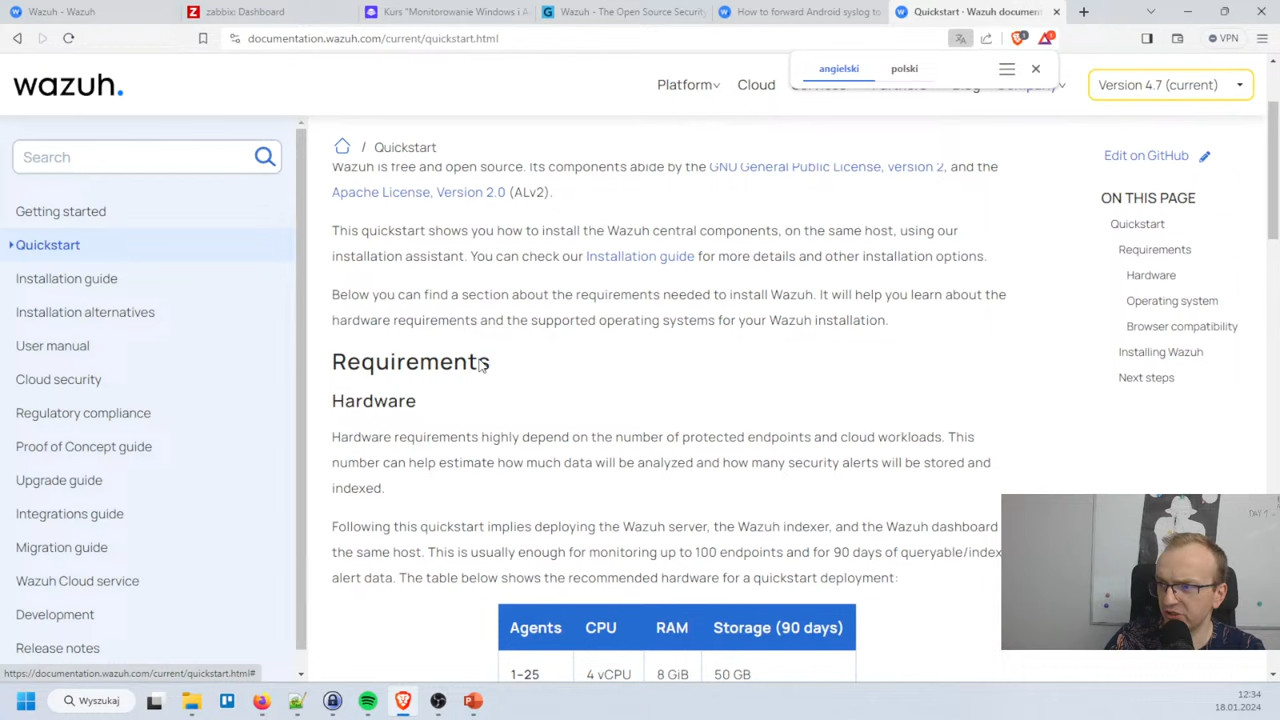 Wazuh - Wazuh
zabbix: Dashboard
Kurs "Monitorowanie Windows i A
Wazuh - The Open Source Security
How to forward Android syslog to
Quickstart · Wazuh document
documentation.wazuh.com/current/quickstart.html
VPN
angielski
polski
wazuh.
Platform
Cloud
Version 4.7 (current)
Search
/ Quickstart
Edit on GitHub
Wazuh is free and open source. Its components abide by the GNU General Public License, version 2, and the
Apache License, Version 2.0 (ALv2).
This quickstart shows you how to install the Wazuh central components, on the same host, using our
installation assistant. You can check our Installation guide for more details and other installation options.
Below you can find a section about the requirements needed to install Wazuh. It will help you learn about the
hardware requirements and the supported operating systems for your Wazuh installation.
Requirements
Hardware
Hardware requirements highly depend on the number of protected endpoints and cloud workloads. This
number can help estimate how much data will be analyzed and how many security alerts will be stored and
indexed.
Following this quickstart implies deploying the Wazuh server, the Wazuh indexer, and the Wazuh dashboard
the same host. This is usually enough for monitoring up to 100 endpoints and for 90 days of queryable/index
alert data. The table below shows the recommended hardware for a quickstart deployment:
Agents CPU RAM Storage (90 days)
1–25 4 vCPU 8 GiB 50 GB
Getting started
Quickstart
Installation guide
Installation alternatives
User manual
Cloud security
Regulatory compliance
Proof of Concept guide
Upgrade guide
Integrations guide
Migration guide
Wazuh Cloud service
Development
Release notes
ON THIS PAGE
Quickstart
Requirements
Hardware
Operating system
Browser compatibility
Installing Wazuh
Next steps
https://documentation.wazuh.com/current/quickstart.html#
Wyszukaj
12:34
18.01.2024